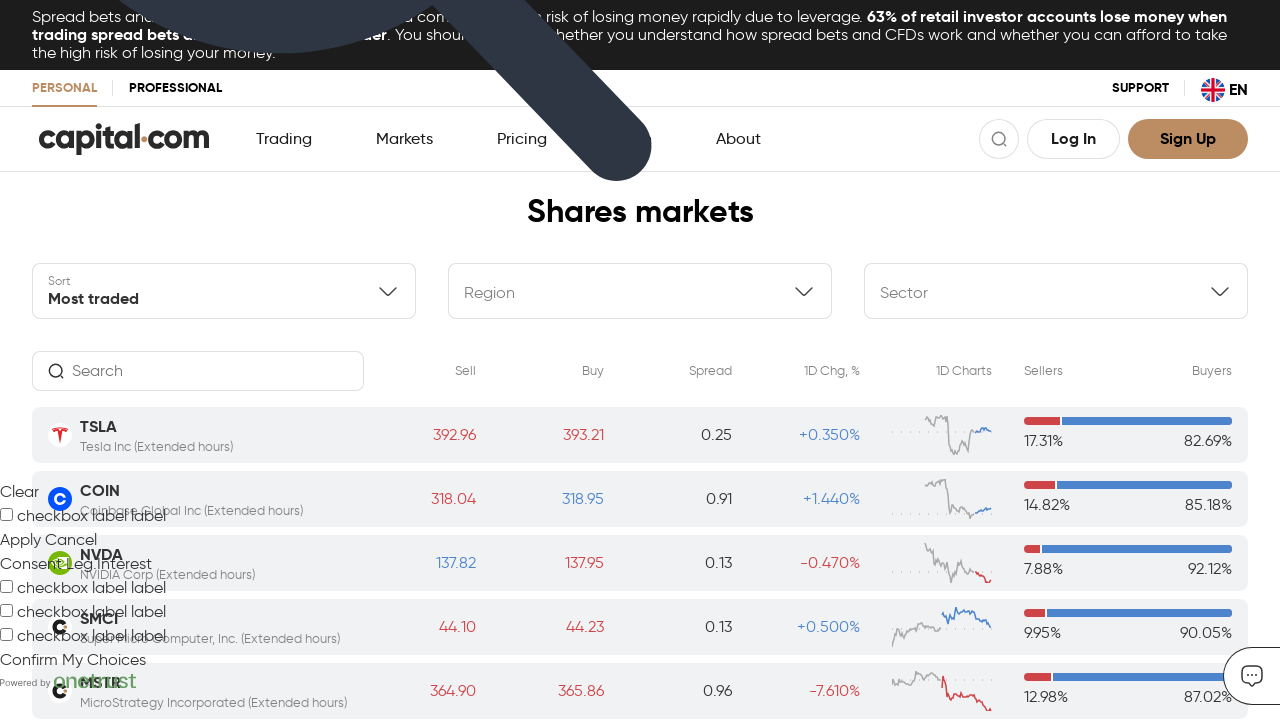 Spread bets and risk of losing money rapidly due to leverage. 63% of retail investor accounts lose money when
trading spread bets. You should whether you understand how spread bets and CFDs work and whether you can afford to take
the high risk of losing your money.
PERSONAL PROFESSIONAL SUPPORT EN
capital.com Trading Markets Pricing About Log In Sign Up
Shares markets
Sort
Most traded
Region
Sector
Search Sell Buy Spread 1D Chg, % 1D Charts Sellers Buyers
TSLA
Tesla Inc (Extended hours)
392.96 393.21 0.25 +0.350% 17.31% 82.69%
COIN
Coinbase Global Inc (Extended hours)
318.04 318.95 0.91 +1.440% 14.82% 85.18%
NVDA
NVIDIA Corp (Extended hours)
137.82 137.95 0.13 -0.470% 7.88% 92.12%
SMCI
Super Micro Computer, Inc. (Extended hours)
44.10 44.23 0.13 +0.500% 9.95% 90.05%
MSTR
MicroStrategy Incorporated (Extended hours)
364.90 365.86 0.96 -7.610% 12.98% 87.02%
Clear
checkbox label label
Apply Cancel
Consent Leg.Interest
checkbox label label
checkbox label label
checkbox label label
Confirm My Choices
Powered by onetrust